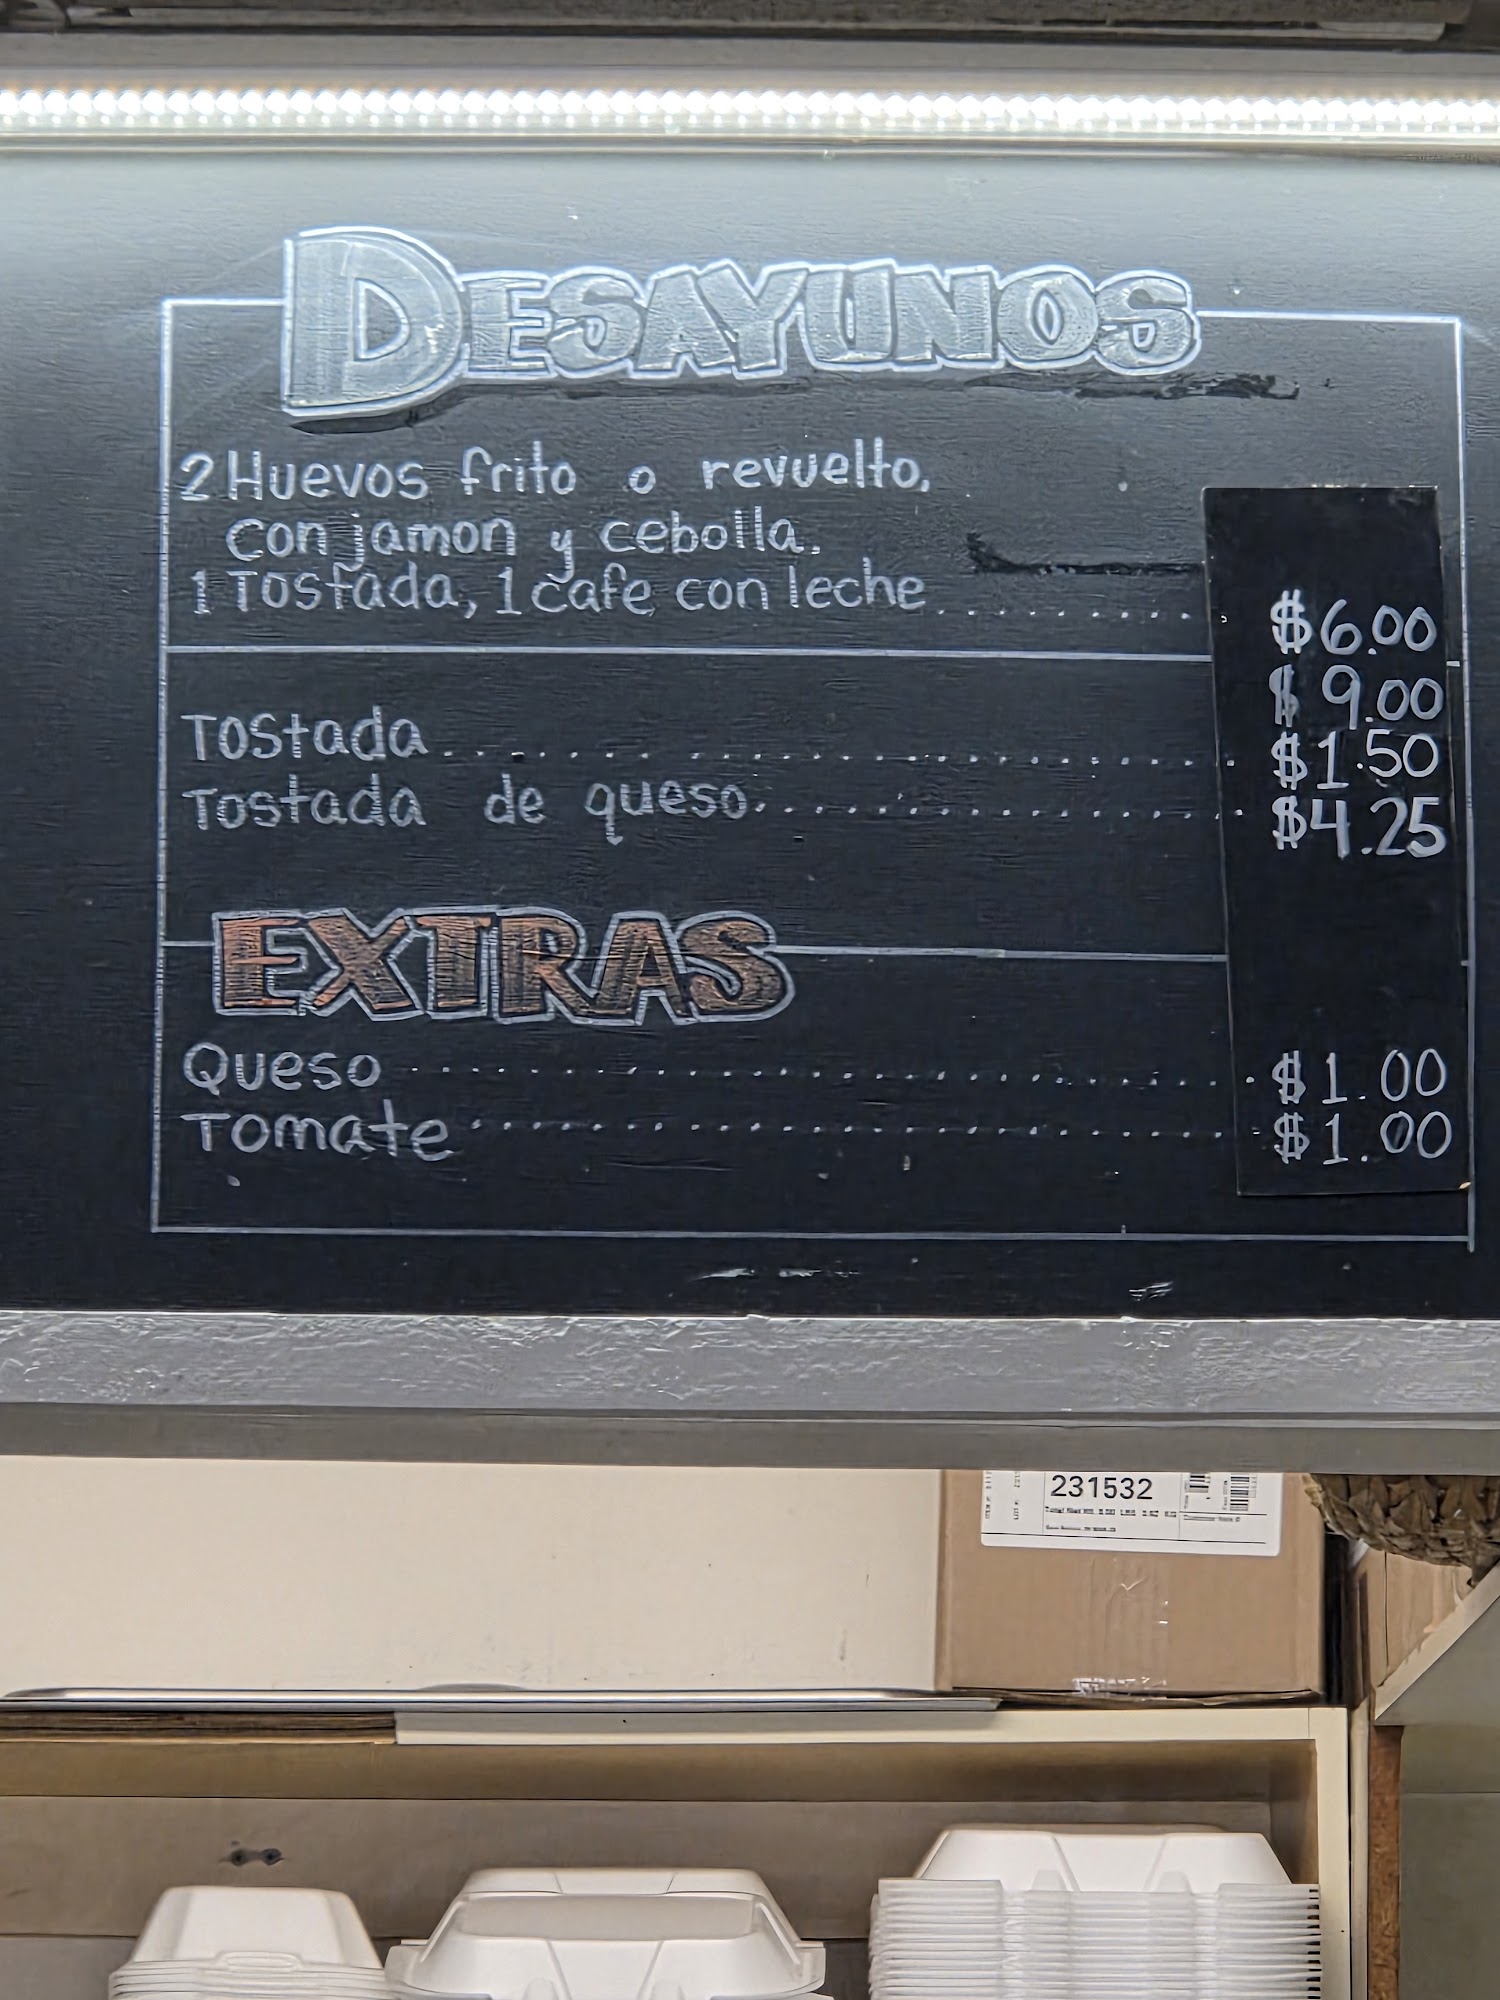 DESAYUNOS
2 Huevos frito o revuelto,
con jamon y cebolla.
1 Tostada, 1 cafe con leche........... $6.00
$9.00
Tostada........................ $1.50
Tostada de queso................. $4.25
EXTRAS
Queso........................ $1.00
Tomate........................ $1.00
231532